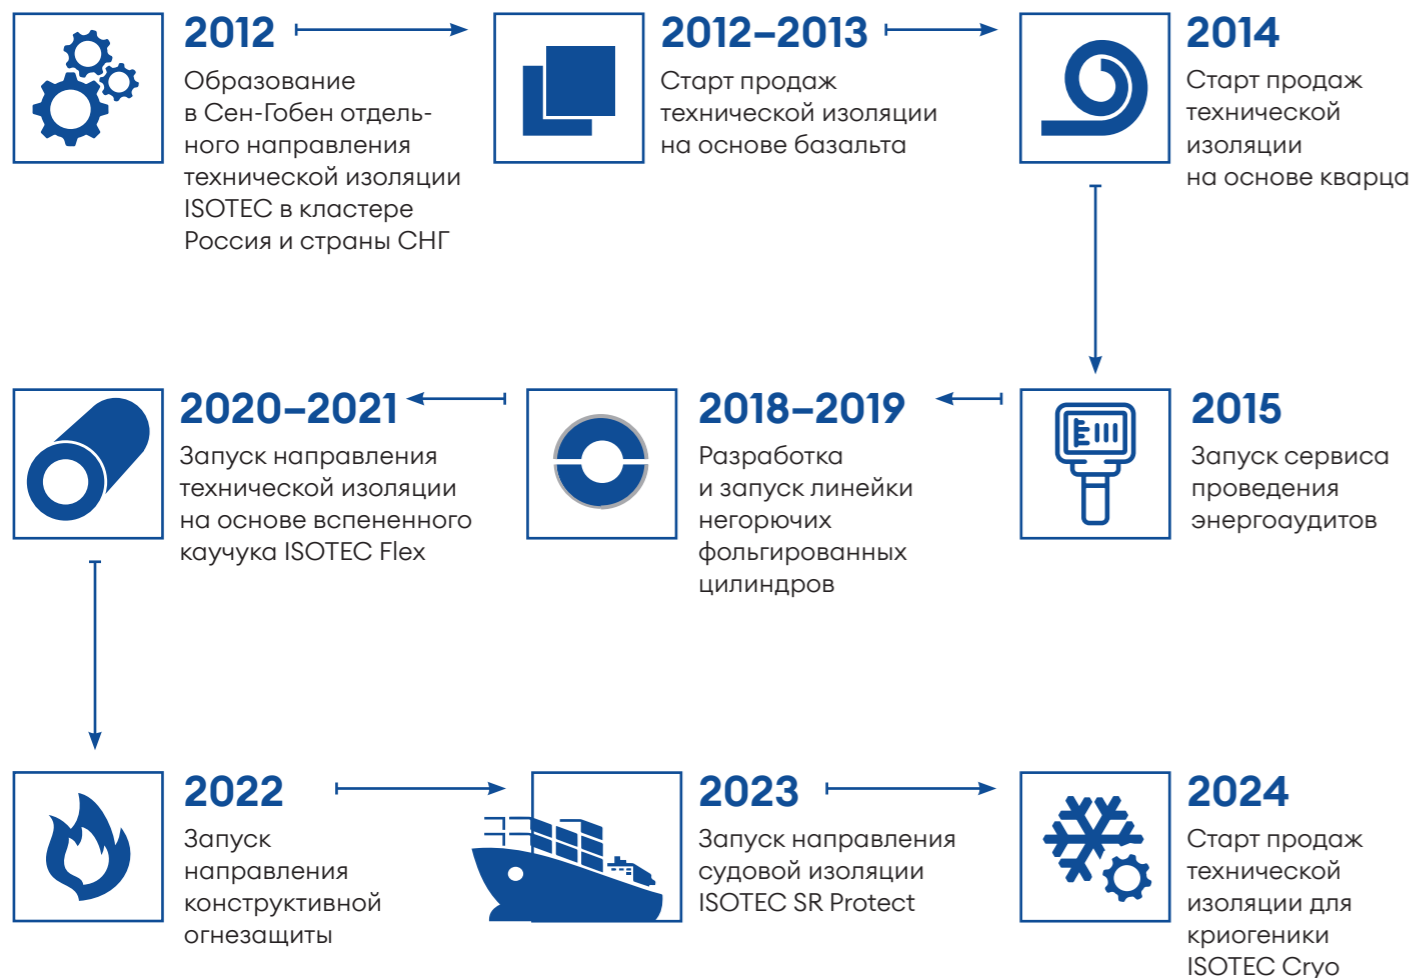 2012
Образование
в Сен-Гобен отдель-
ного направления
технической изоляции
ISOTEC в кластере
Россия и страны СНГ
2012–2013
Старт продаж
технической изоляции
на основе базальта
2014
Старт продаж
технической
изоляции
на основе кварца
2015
Запуск сервиса
проведения
энергоаудитов
2018–2019
Разработка
и запуск линейки
негорючих
фольгированных
цилиндров
2020–2021
Запуск направления
технической изоляции
на основе вспененного
каучука ISOTEC Flex
2022
Запуск
направления
конструктивной
огнезащиты
2023
Запуск направления
судовой изоляции
ISOTEC SR Protect
2024
Старт продаж
технической
изоляции для
криогеники
ISOTEC Cryo